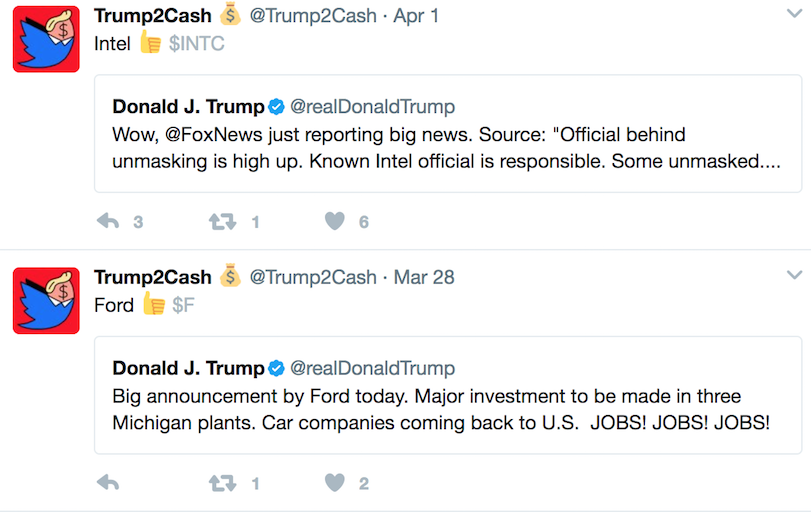 Trump2Cash 💰 @Trump2Cash · Apr 1
Intel 👍 $INTC
Donald J. Trump @realDonaldTrump
Wow, @FoxNews just reporting big news. Source: "Official behind
unmasking is high up. Known Intel official is responsible. Some unmasked....
3 1 6
Trump2Cash 💰 @Trump2Cash · Mar 28
Ford 👍 $F
Donald J. Trump @realDonaldTrump
Big announcement by Ford today. Major investment to be made in three
Michigan plants. Car companies coming back to U.S. JOBS! JOBS! JOBS!
1 2